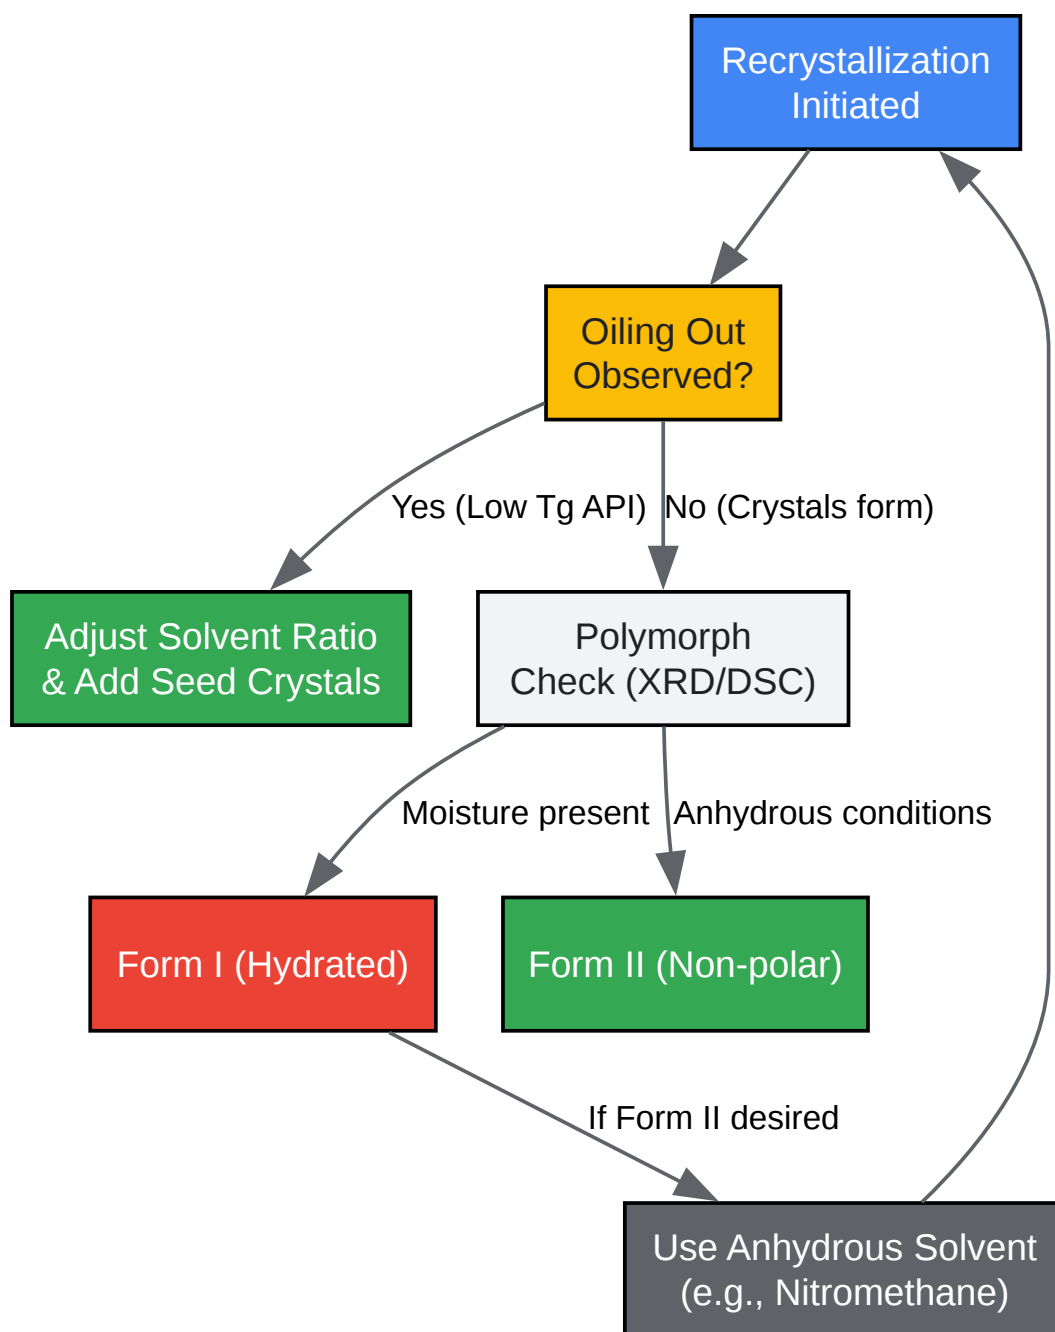 Recrystallization
Initiated
Oiling Out
Observed?
Yes (Low Tg API)
No (Crystals form)
Adjust Solvent Ratio
& Add Seed Crystals
Polymorph
Check (XRD/DSC)
Moisture present
Anhydrous conditions
Form I (Hydrated)
Form II (Non-polar)
If Form II desired
Use Anhydrous Solvent
(e.g., Nitromethane)